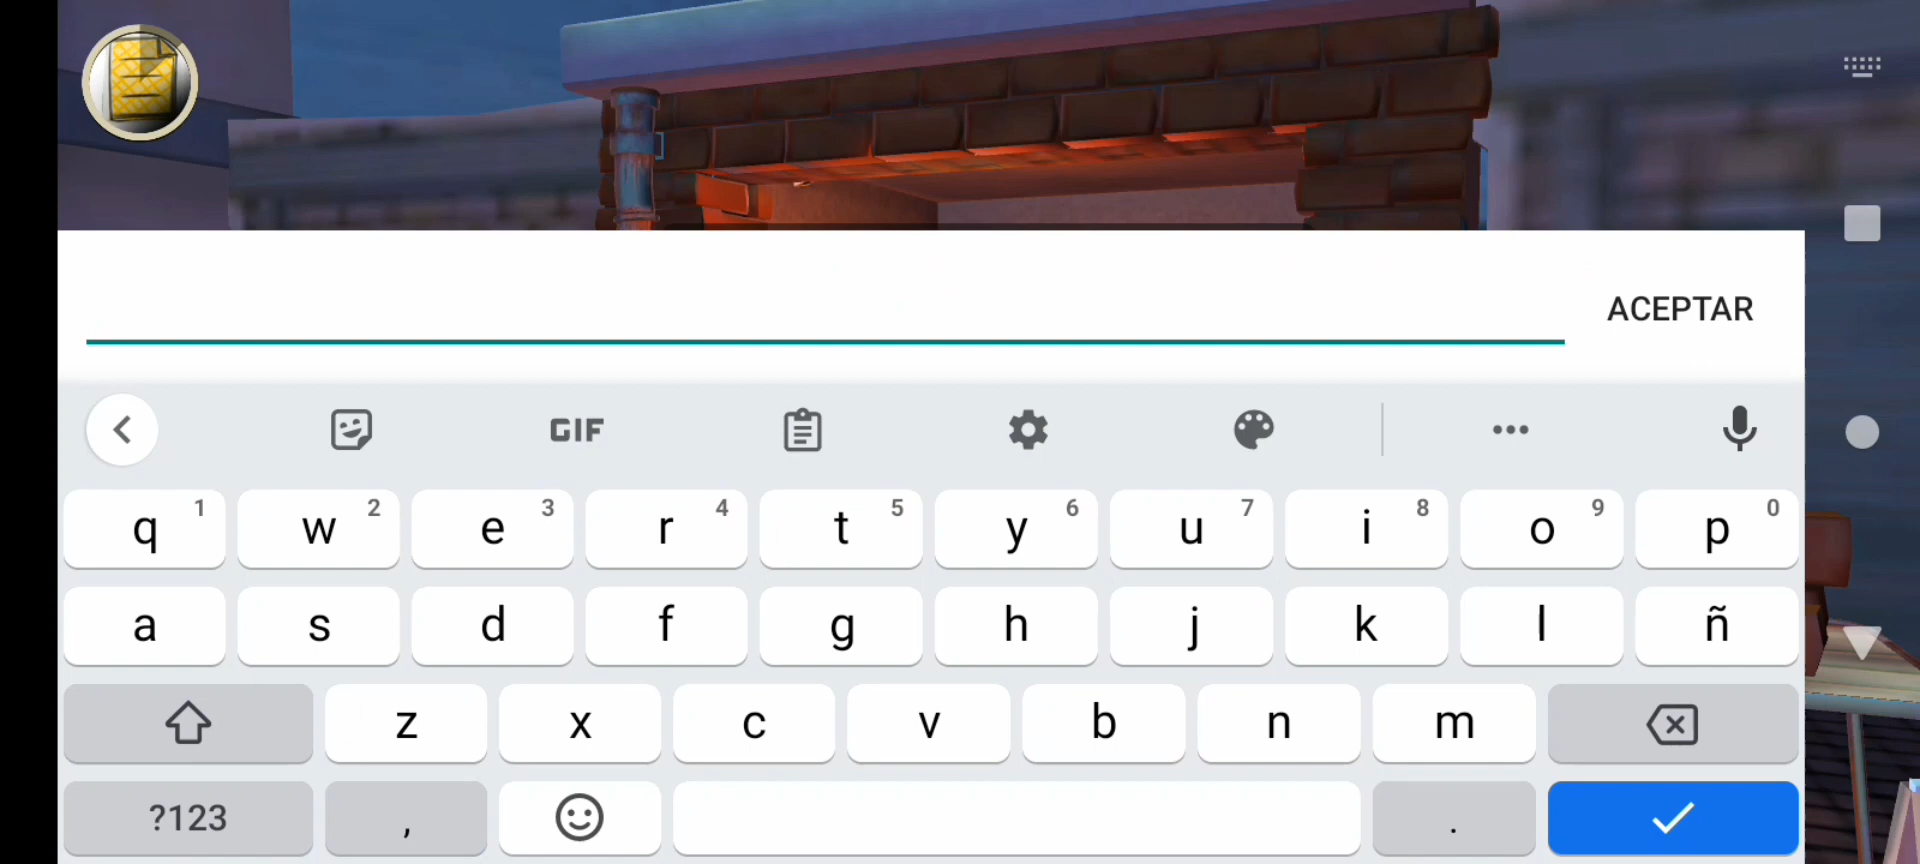 ACEPTAR
GIF
q 1 w 2 e 3 r 4 t 5 y 6 u 7 i 8 o 9 p 0
a s d f g h j k l ñ
z x c v b n m
?123 , .